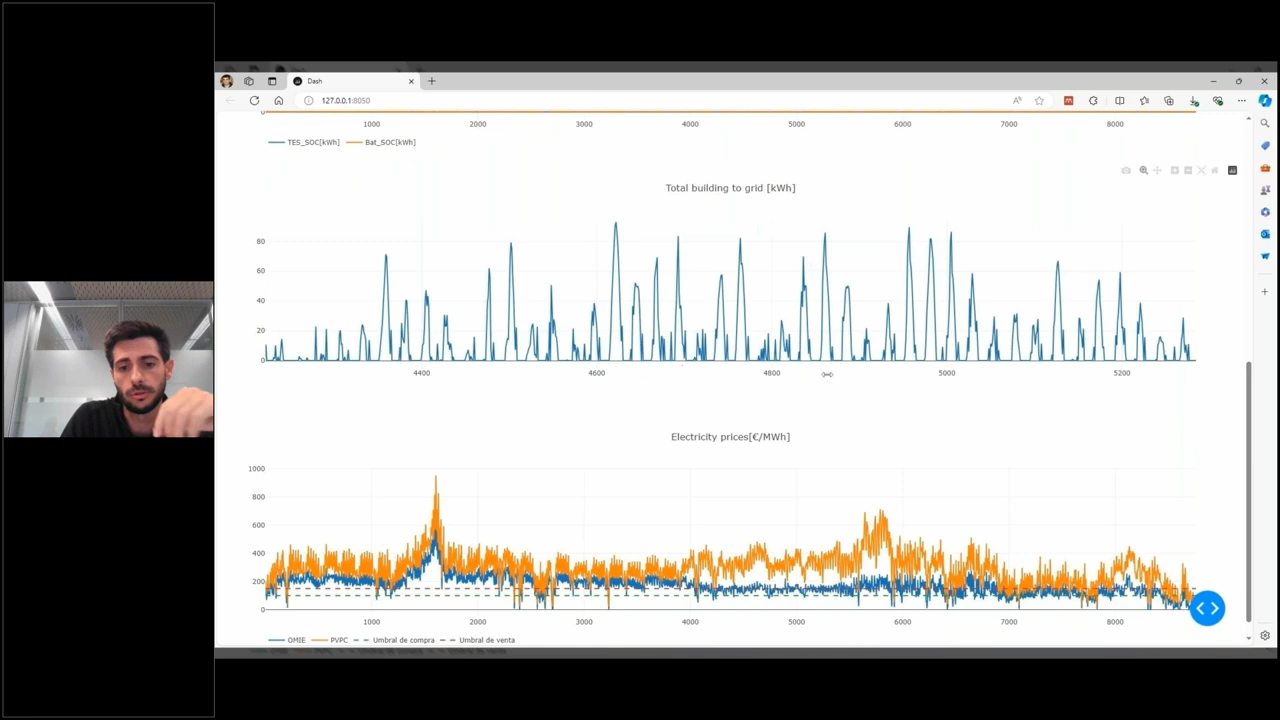 Dash
127.0.0.1:8050
0
1000 2000 3000 4000 5000 6000 7000 8000
TES_SOC[kWh] Bat_SOC[kWh]
Total building to grid [kWh]
80
60
40
20
0
4400 4600 4800 5000 5200
Electricity prices[€/MWh]
1000
800
600
400
200
0
1000 2000 3000 4000 5000 6000 7000 8000
OMIE PVPC Umbral de compra Umbral de venta